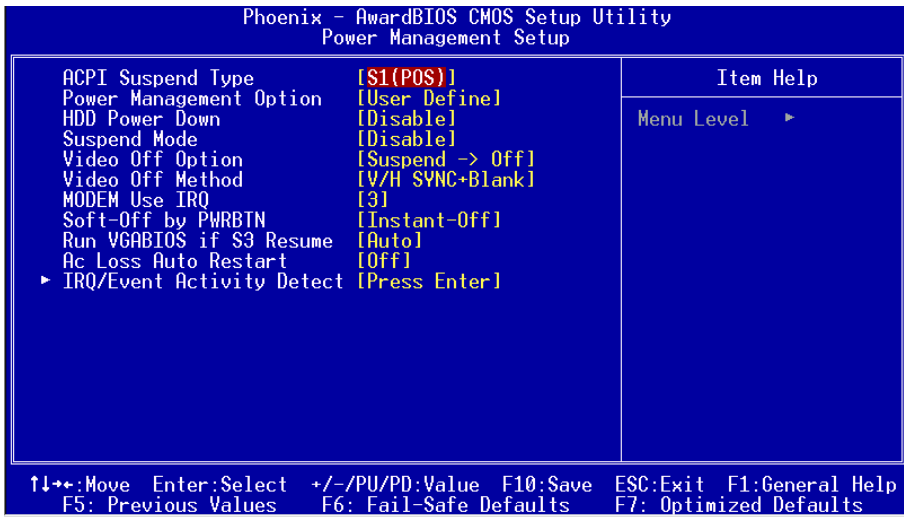 Phoenix - AwardBIOS CMOS Setup Utility
Power Management Setup
ACPI Suspend Type [S1(POS)]
Power Management Option [User Define]
HDD Power Down [Disable]
Suspend Mode [Disable]
Video Off Option [Suspend -> Off]
Video Off Method [V/H SYNC+Blank]
MODEM Use IRQ [3]
Soft-Off by PWRBTN [Instant-Off]
Run VGABIOS if S3 Resume [Auto]
Ac Loss Auto Restart [Off]
► IRQ/Event Activity Detect [Press Enter]
Item Help
Menu Level ►
↑↓→←:Move Enter:Select +/-/PU/PD:Value F10:Save ESC:Exit F1:General Help
F5: Previous Values F6: Fail-Safe Defaults F7: Optimized Defaults